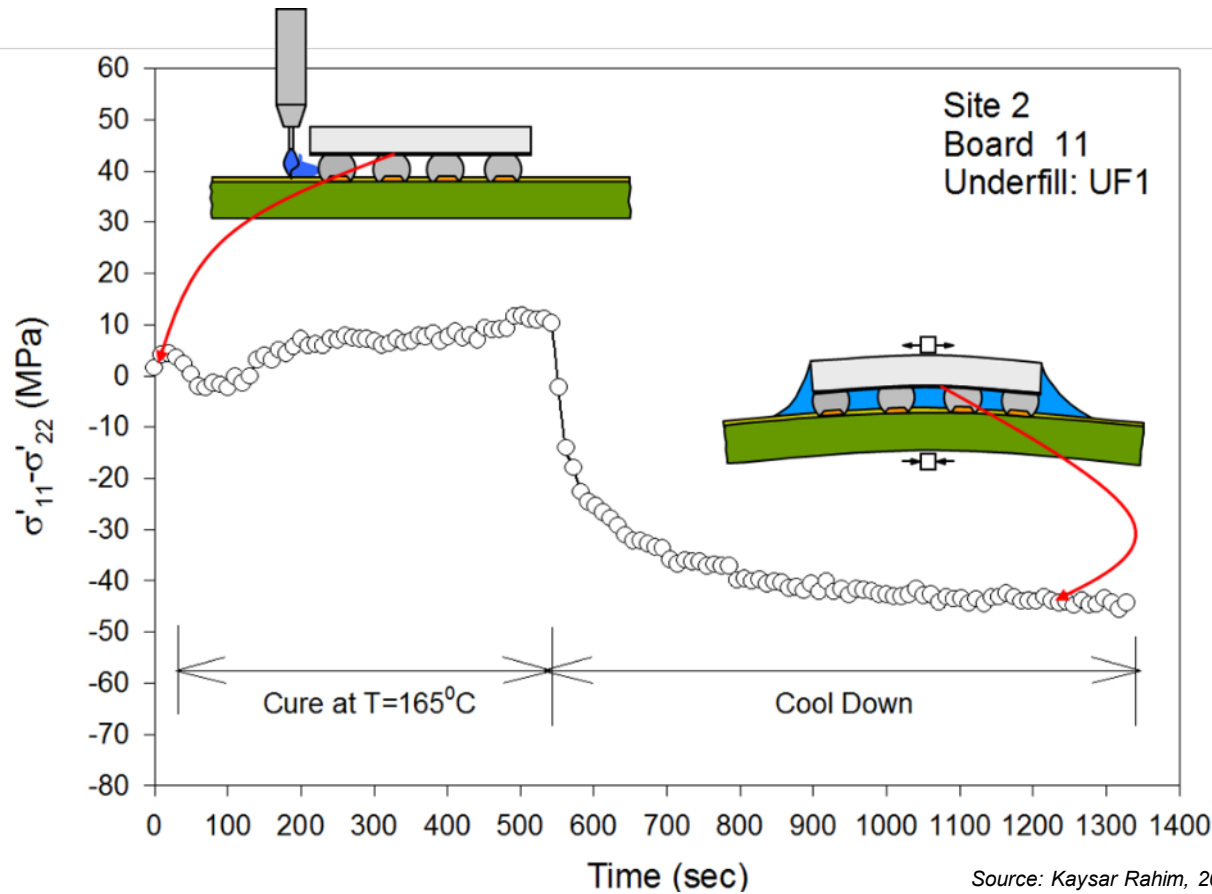 Site 2
Board 11
Underfill: UF1
σ'₁₁-σ'₂₂ (MPa)
60
50
40
30
20
10
0
-10
-20
-30
-40
-50
-60
-70
-80
Cure at T=165⁰C
Cool Down
0 100 200 300 400 500 600 700 800 900 1000 1100 1200 1300 1400
Time (sec)
Source: Kaysar Rahim,